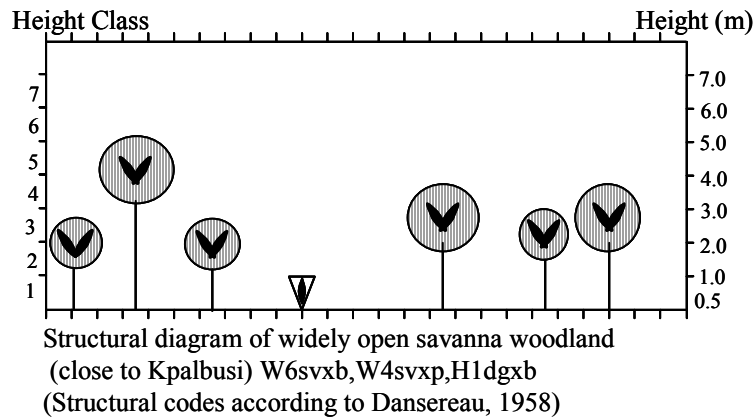 Height Class Height (m)
7 7.0
6 6.0
5 5.0
4 4.0
3 3.0
2 2.0
1 1.0
0.5
Structural diagram of widely open savanna woodland
(close to Kpalbusi) W6svxb,W4svxp,H1dgxb
(Structural codes according to Dansereau, 1958)